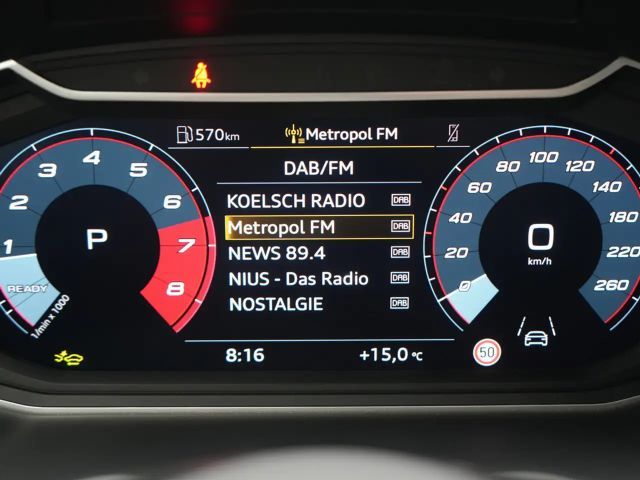 570km
Metropol FM
DAB/FM
KOELSCH RADIO DAB
Metropol FM DAB
NEWS 89.4 DAB
NIUS - Das Radio DAB
NOSTALGIE DAB
8:16 +15,0 °C
P
READY
1 2 3 4 5 6 7 8
1/min x 1000
0 20 40 60 80 100 120 140 180 220 260
0
km/h
50